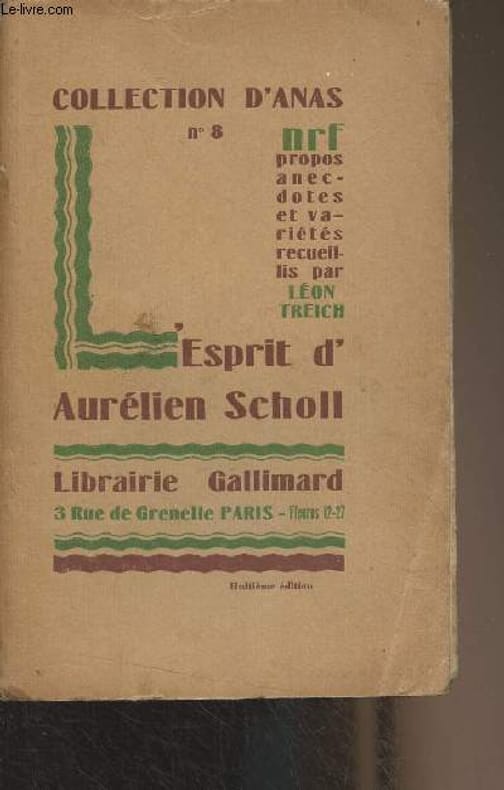 Le-livre.com
COLLECTION D'ANAS
n° 8
nrf
propos
anec-
dotes
et va-
riétés
recueil-
lis par
LÉON
TREICH
L'Esprit d'
Aurélien Scholl
Librairie Gallimard
3 Rue de Grenelle PARIS - Fleurus 12-27
Huitième édition